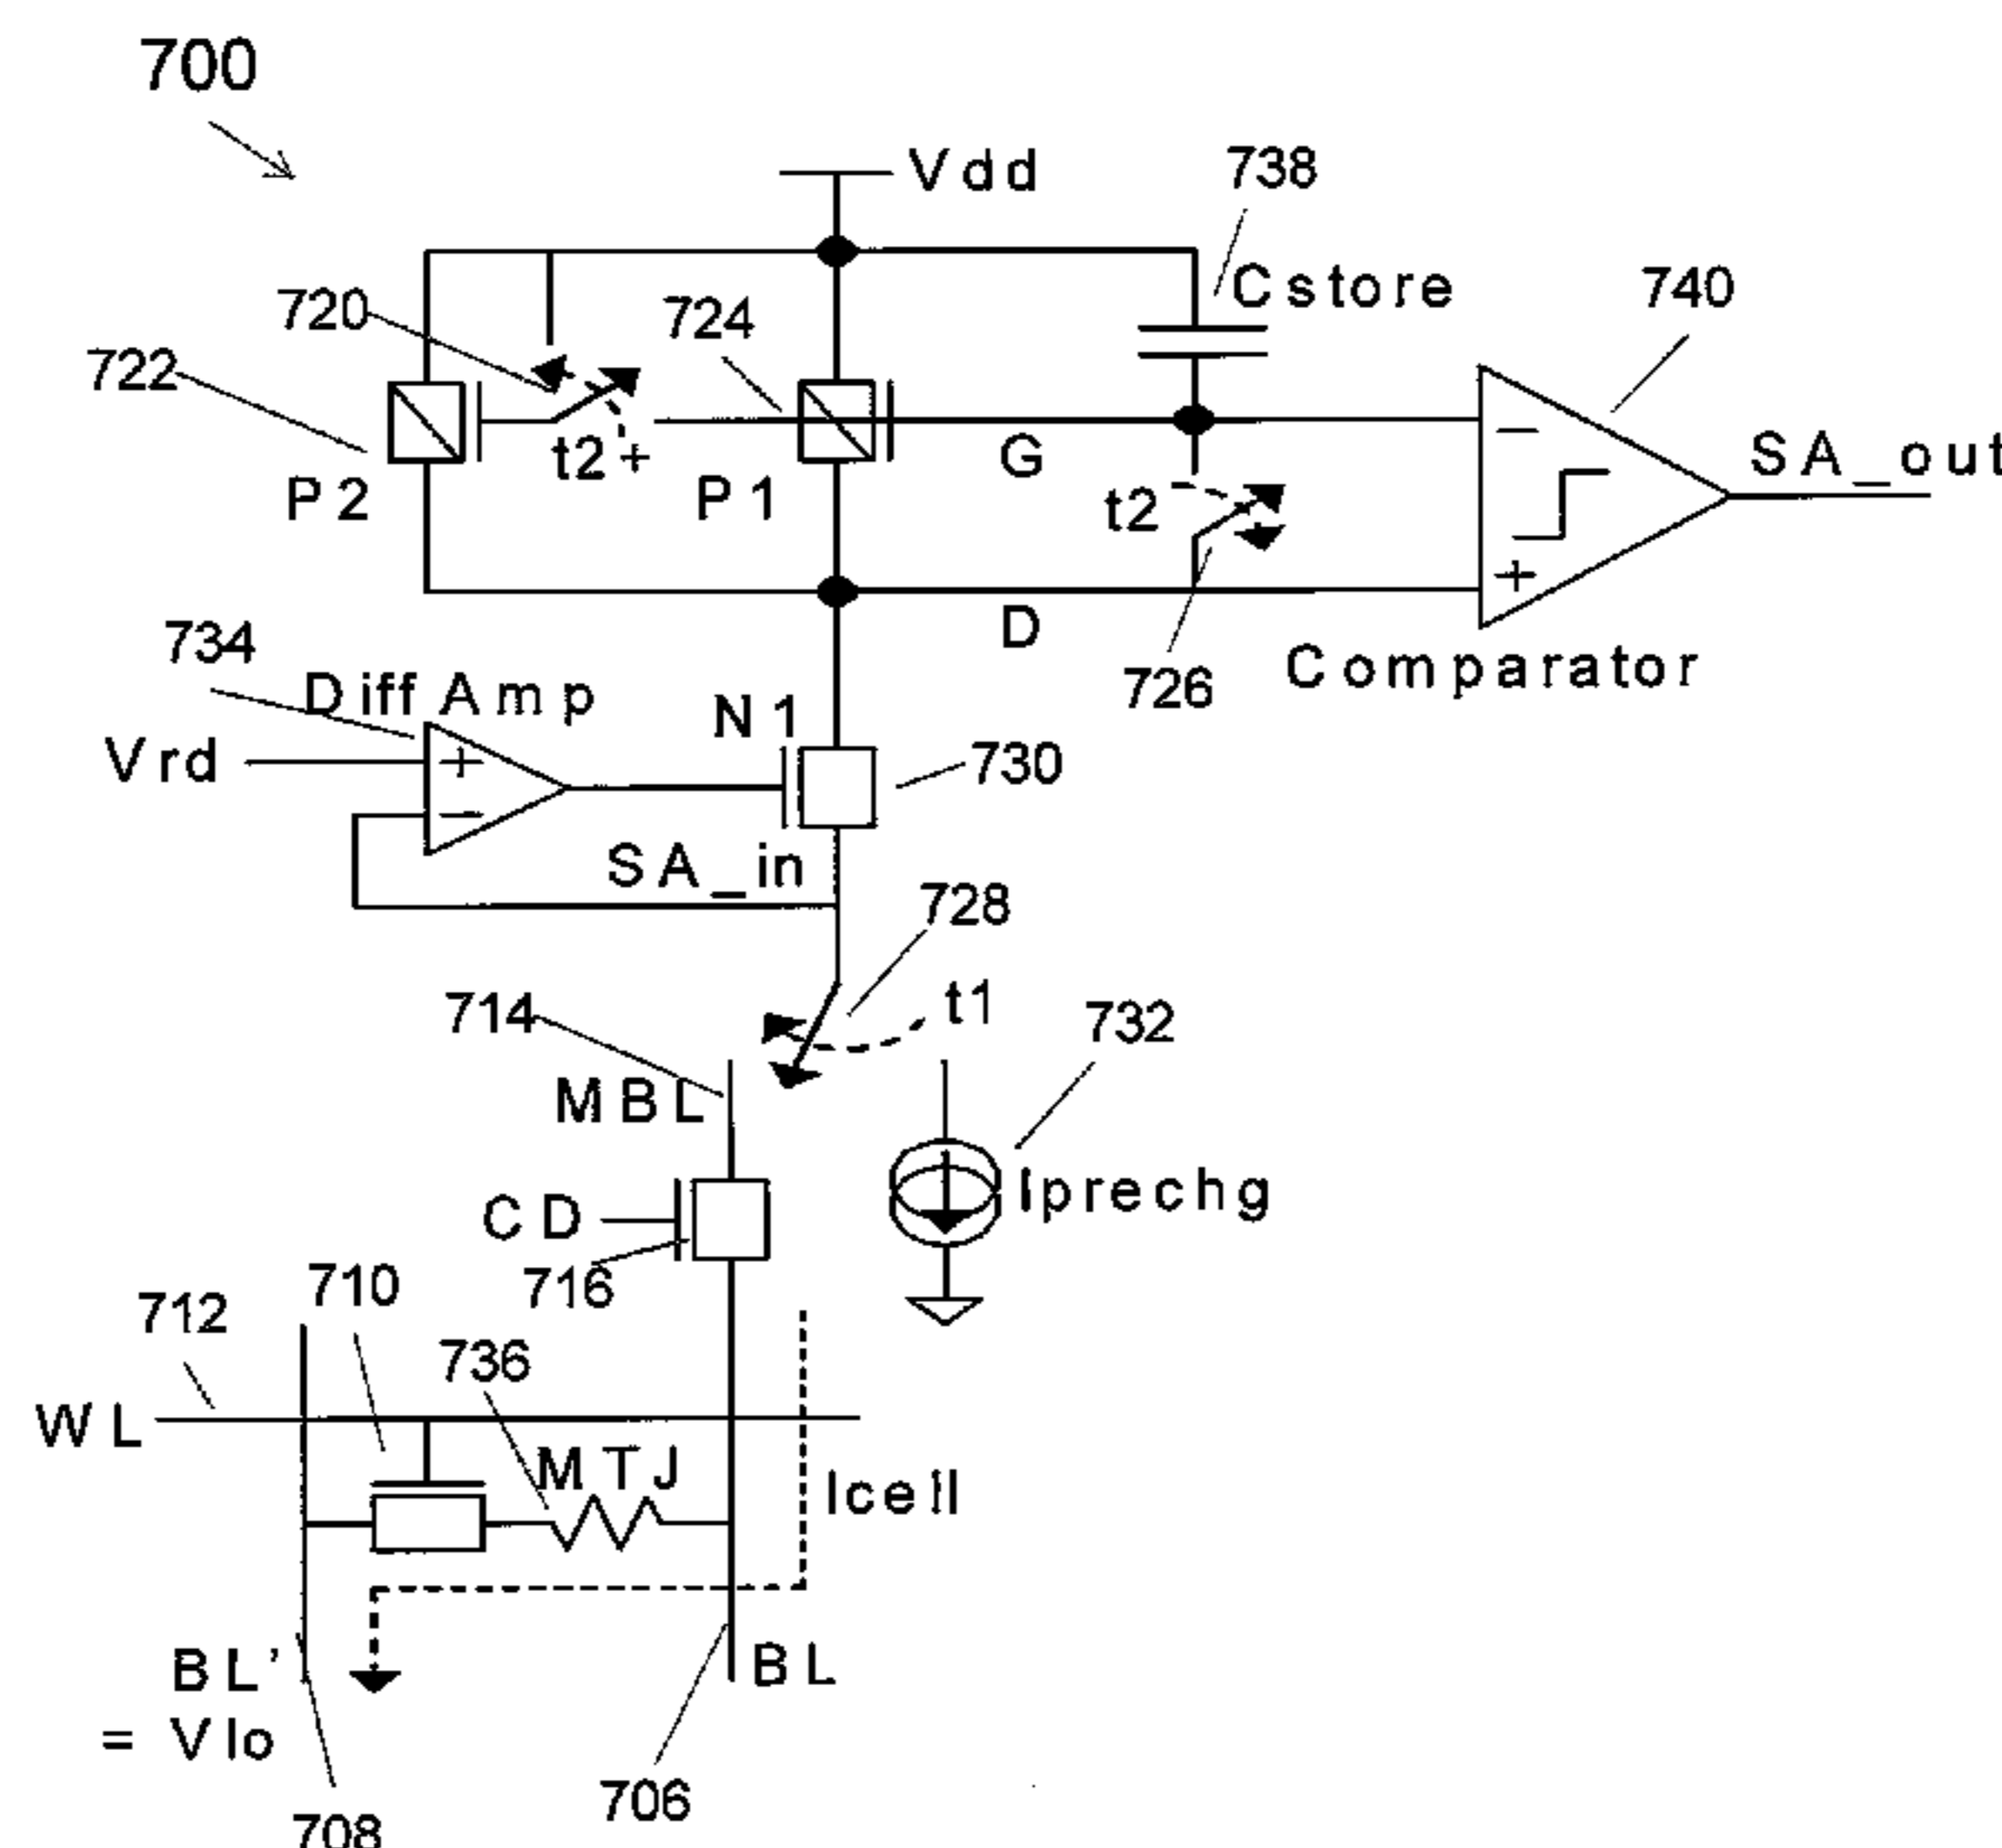 700
Vdd
738
Cstore
740
720
724
722
t2+
G
t2
SA_out
P2
P1
-
+
D
726
Comparator
734
Diff Amp
N1
Vrd
+
-
730
SA_in
728
714
t1
732
MBL
Iprechg
CD
716
710
712
736
WL
MTJ
Icell
BL'
= Vlo
BL
706
708